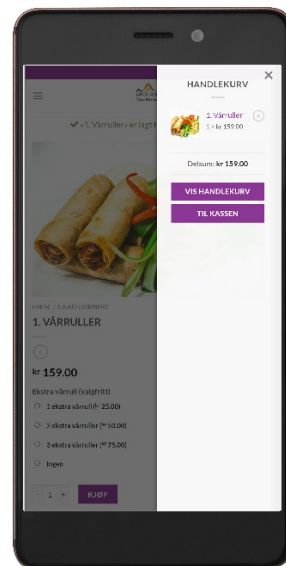 HANDLEKURV
1. Vårruller
1 × kr 159.00
Delsum: kr 159.00
VIS HANDLEKURV
TIL KASSEN
✓ «1. Vårruller» er lagt t
HJEM /
1. VÅRRULLER
kr 159.00
Ekstra vårrull (valgfritt)
1 ekstra vårrull (kr 25.00)
2 ekstra vårruller (kr 50.00)
3 ekstra vårruller (kr 75.00)
Ingen
- 1 +
KJØP